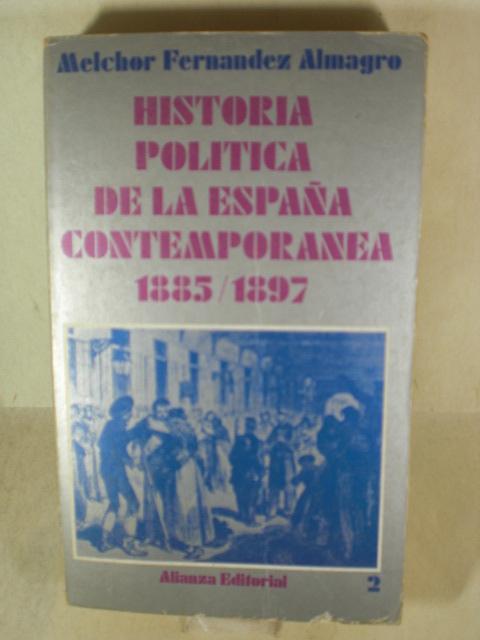 Melchor Fernandez Almagro
HISTORIA
POLITICA
DE LA ESPAÑA
CONTEMPORANEA
1885/1897
Alianza Editorial
2